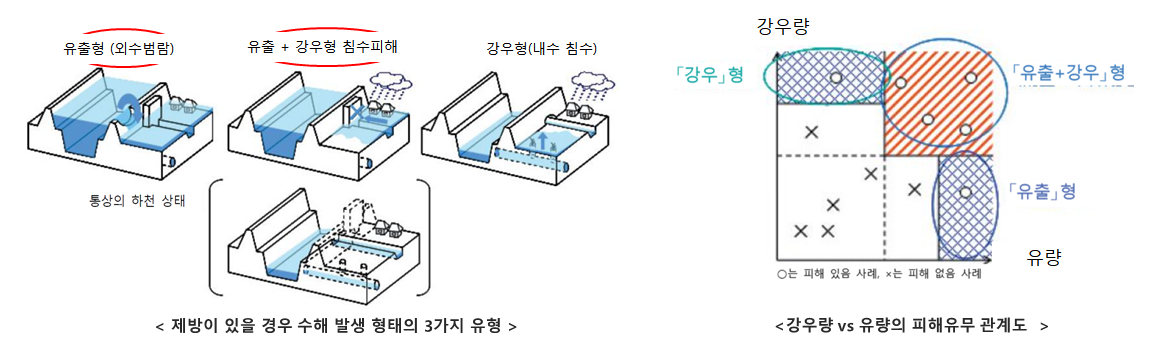 유출형 (외수범람)
유출 + 강우형 침수피해
강우형(내수 침수)
통상의 하천 상태
< 제방이 있을 경우 수해 발생 형태의 3가지 유형 >
강우량
「강우」형
「유출+강우」형
「유출」형
유량
○는 피해 있음 사례, ×는 피해 없음 사례
<강우량 vs 유량의 피해유무 관계도 >